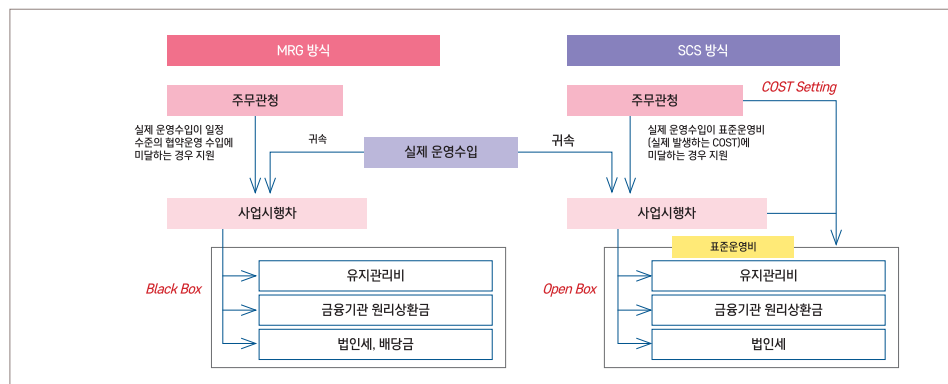 MRG 방식
SCS 방식
주무관청
주무관청
COST Setting
실제 운영수입이 일정
수준의 협약운영 수입에
미달하는 경우 지원
귀속
실제 운영수입
귀속
실제 운영수입이 표준운영비
(실제 발생하는 COST)에
미달하는 경우 지원
사업시행차
사업시행차
표준운영비
Black Box
유지관리비
금융기관 원리상환금
법인세, 배당금
Open Box
유지관리비
금융기관 원리상환금
법인세